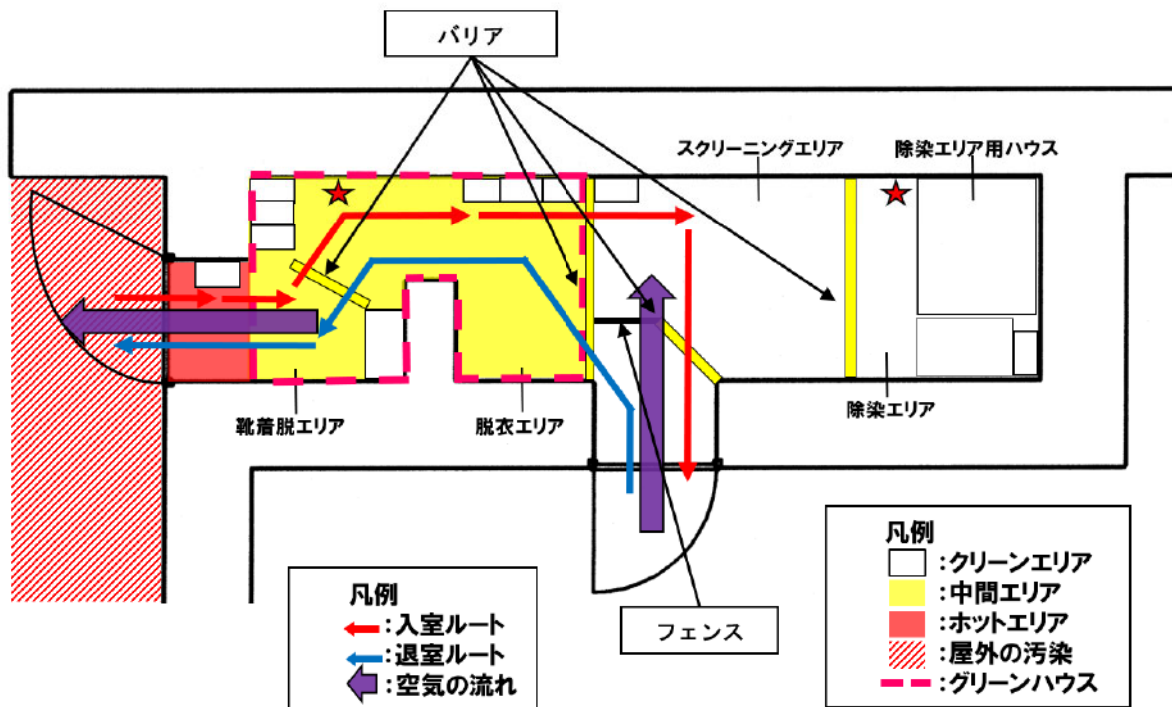 バリア
スクリーニングエリア
除染エリア用ハウス
靴着脱エリア
脱衣エリア
除染エリア
フェンス
凡例
:入室ルート
:退室ルート
:空気の流れ
凡例
:クリーンエリア
:中間エリア
:ホットエリア
:屋外の汚染
:グリーンハウス